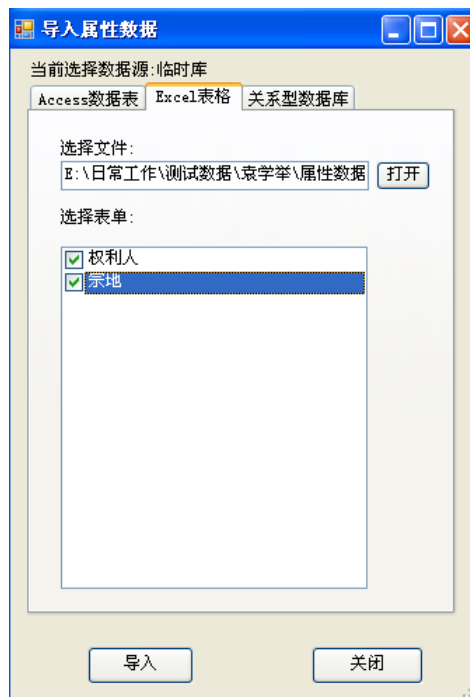 导入属性数据
当前选择数据源:临时库
Access数据表 Excel表格 关系型数据库
选择文件:
E:\日常工作\测试数据\袁学举\属性数据 打开
选择表单:
权利人
宗地
导入 关闭